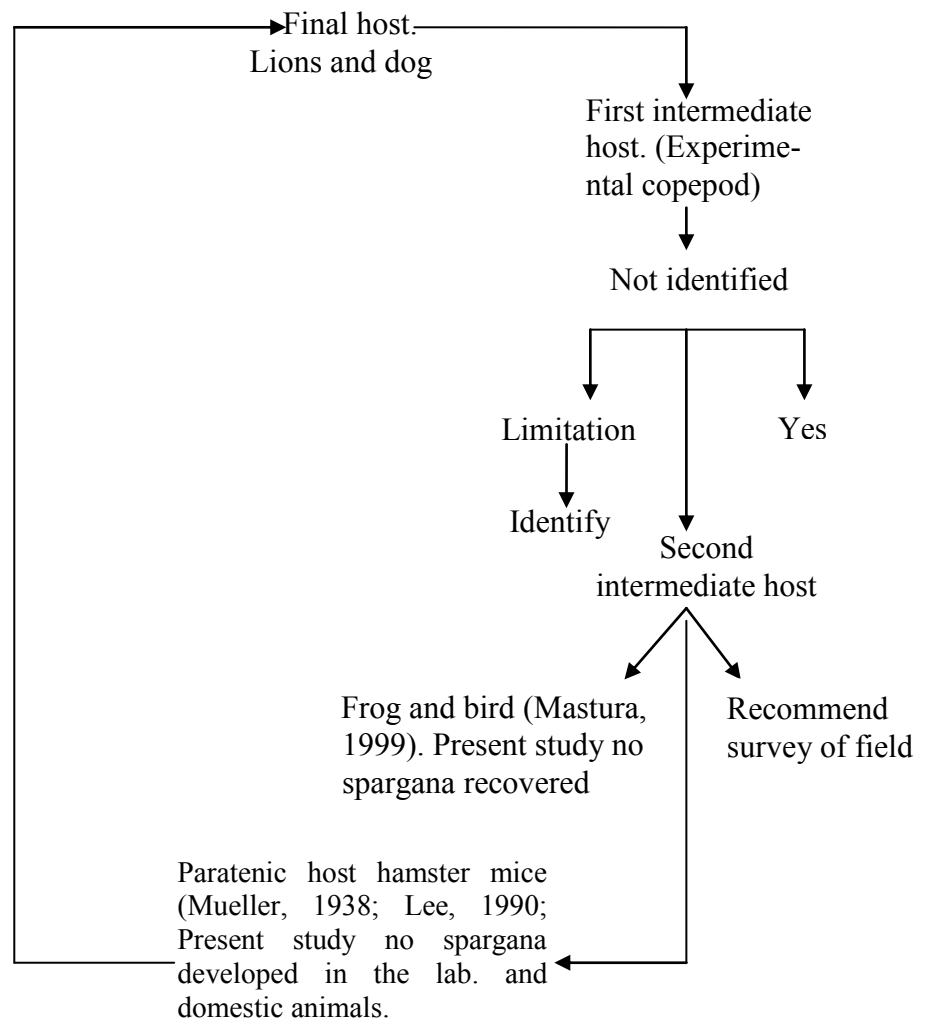 Final host.
Lions and dog
First intermediate
host. (Experime-
ntal copepod)
Not identified
Limitation
Yes
Identify
Second
intermediate host
Frog and bird (Mastura,
1999). Present study no
spargana recovered
Recommend
survey of field
Paratenic host hamster mice
(Mueller, 1938; Lee, 1990;
Present study no spargana
developed in the lab. and
domestic animals.